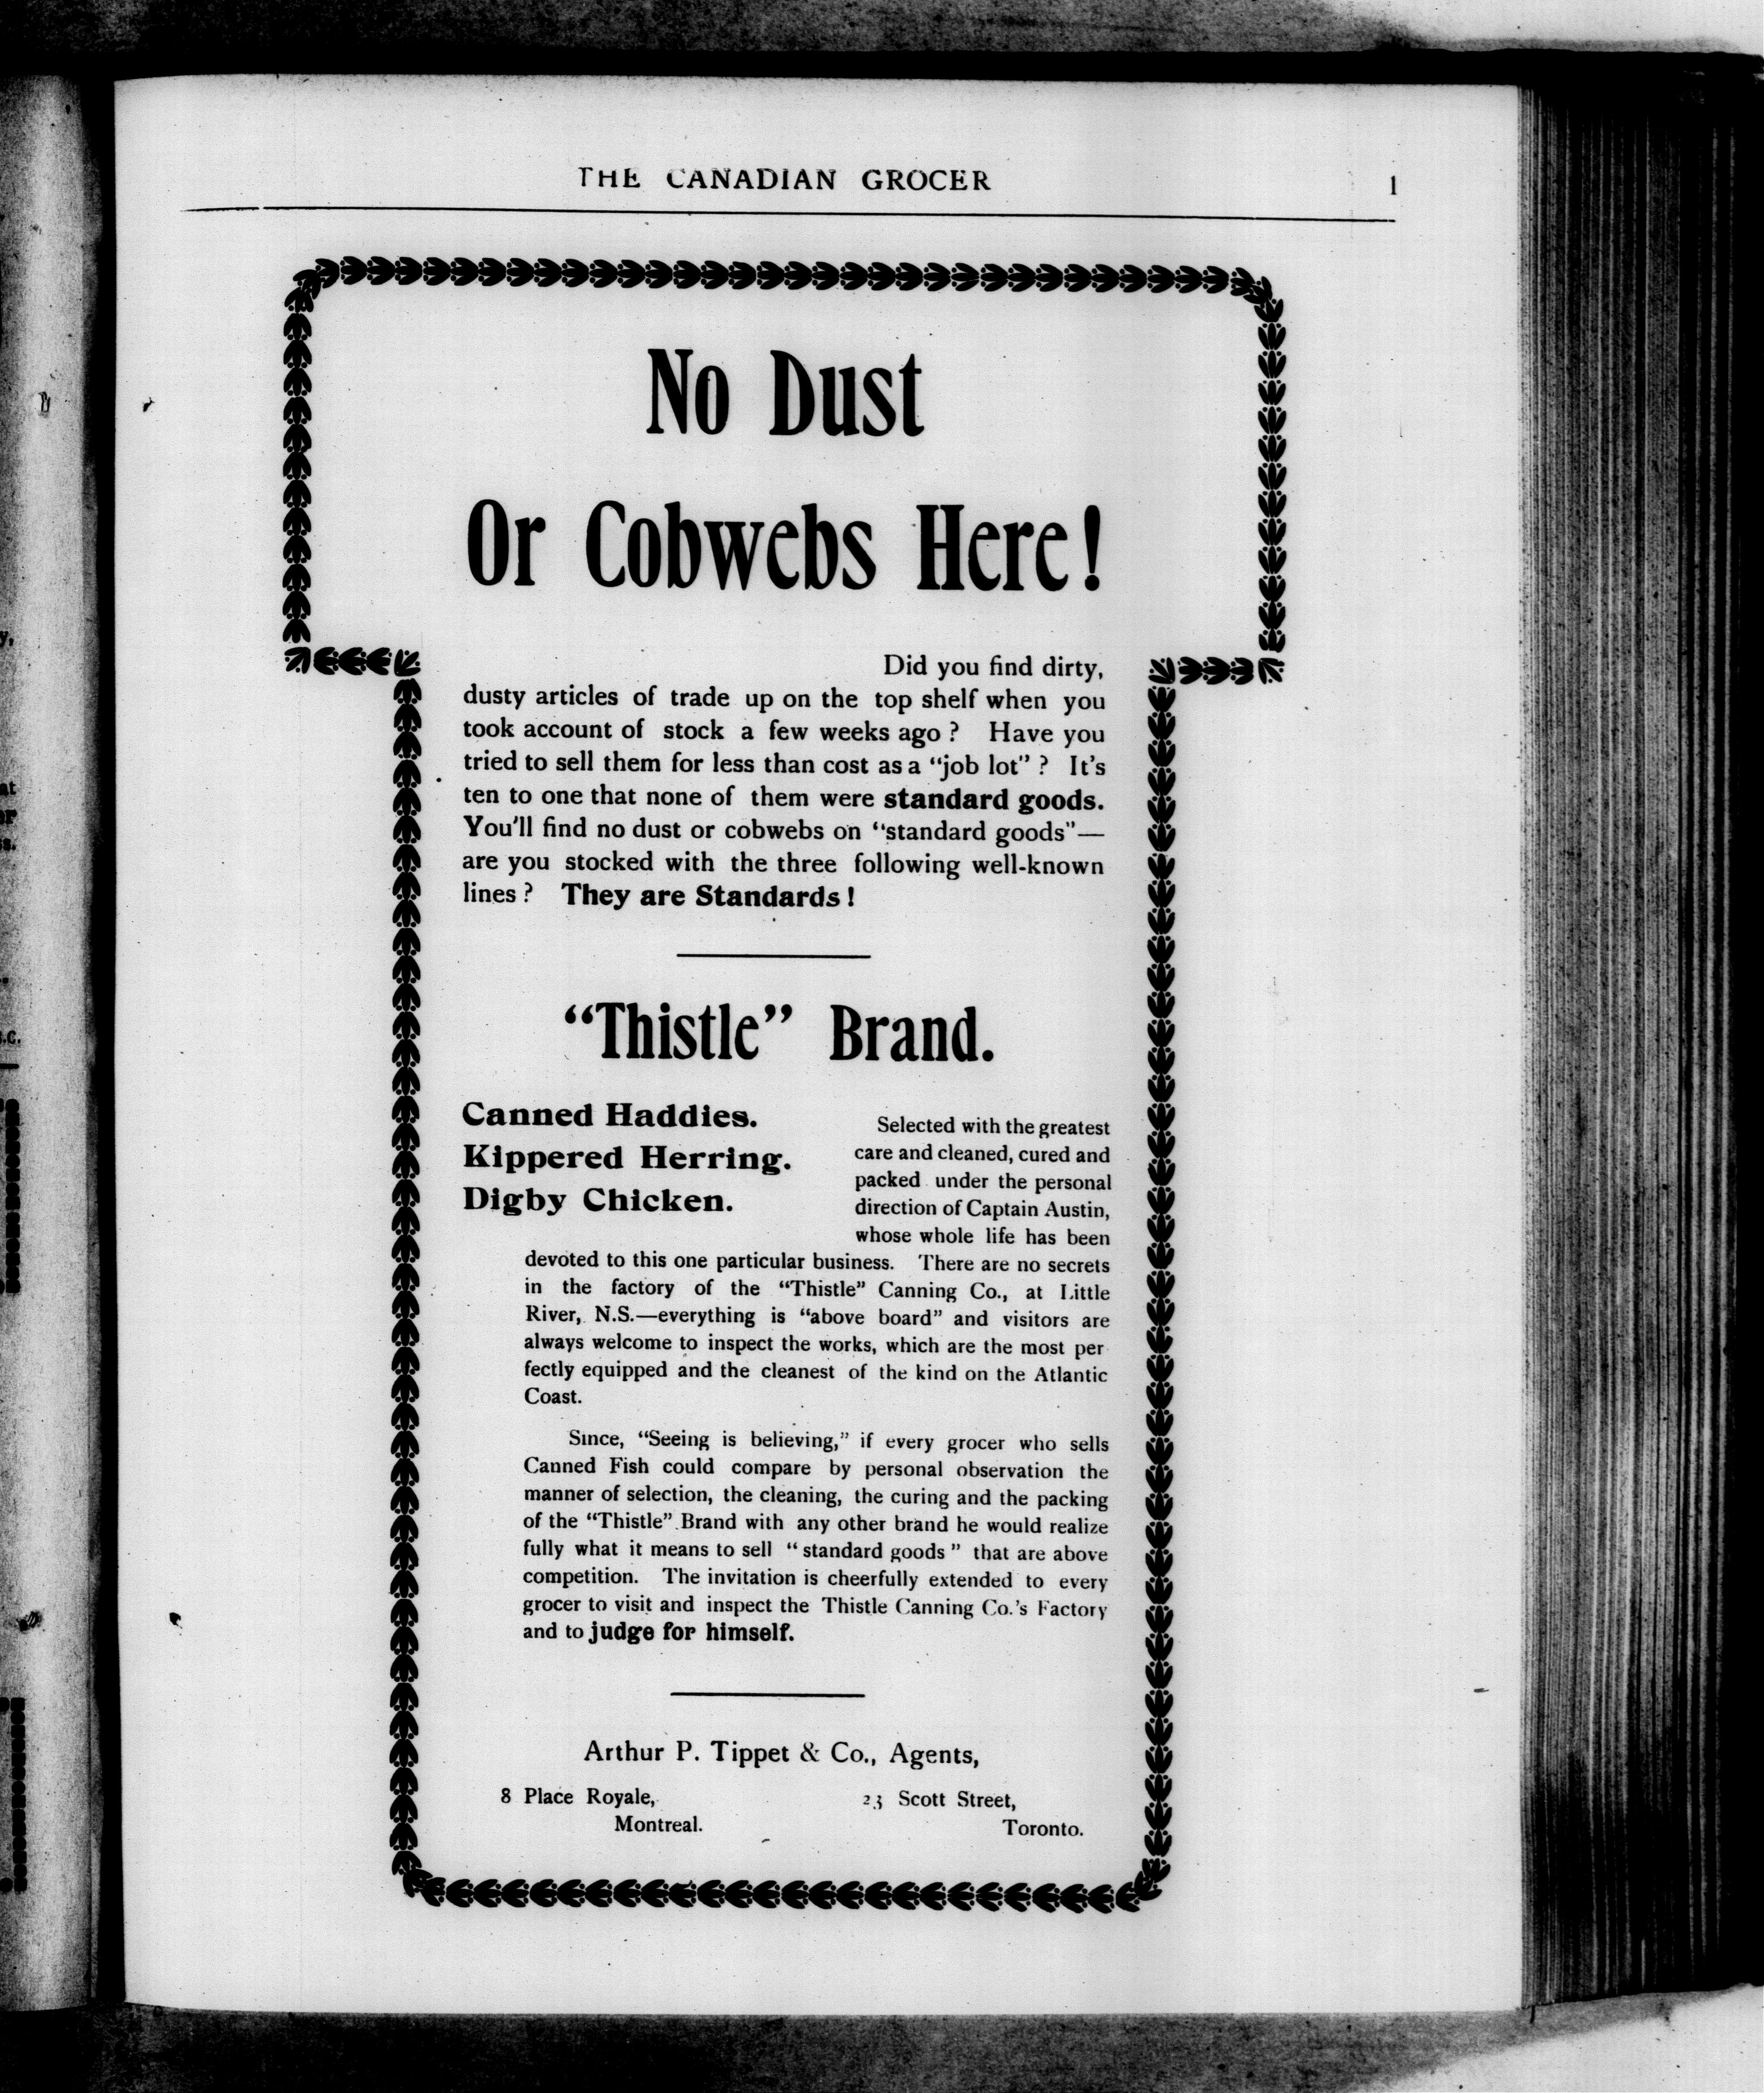 THE CANADIAN GROCER 1
No Dust
Or Cobwebs Here!
Did you find dirty,
dusty articles of trade up on the top shelf when you
took account of stock a few weeks ago? Have you
tried to sell them for less than cost as a "job lot"? It's
ten to one that none of them were standard goods.
You'll find no dust or cobwebs on "standard goods"—
are you stocked with the three following well-known
lines? They are Standards!
"Thistle" Brand.
Canned Haddies.
Kippered Herring.
Digby Chicken.
Selected with the greatest
care and cleaned, cured and
packed under the personal
direction of Captain Austin,
whose whole life has been
devoted to this one particular business. There are no secrets
in the factory of the "Thistle" Canning Co., at Little
River, N.S.—everything is "above board" and visitors are
always welcome to inspect the works, which are the most per
fectly equipped and the cleanest of the kind on the Atlantic
Coast.
Since, "Seeing is believing," if every grocer who sells
Canned Fish could compare by personal observation the
manner of selection, the cleaning, the curing and the packing
of the "Thistle" Brand with any other brand he would realize
fully what it means to sell "standard goods" that are above
competition. The invitation is cheerfully extended to every
grocer to visit and inspect the Thistle Canning Co.'s Factory
and to judge for himself.
Arthur P. Tippet & Co., Agents,
8 Place Royale,
Montreal.
23 Scott Street,
Toronto.